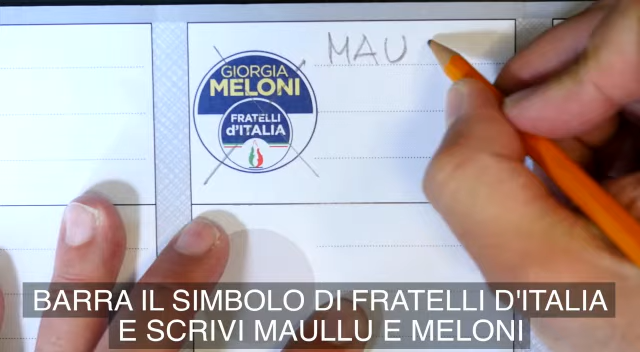 MAU
GIORGIA
MELONI
FRATELLI
d'ITALIA
BARRA IL SIMBOLO DI FRATELLI D'ITALIA
E SCRIVI MAULLU E MELONI